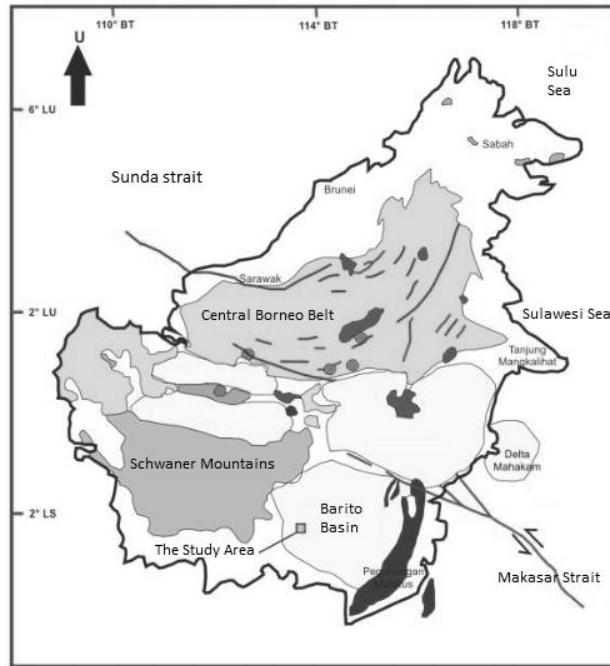 110° BT
114° BT
118° BT
U
Sulu
Sea
6° LU
Sabah
Sunda strait
Brunei
Sarawak
Central Borneo Belt
2° LU
Sulawesi Sea
Tanjung
Mangkalihat
Schwaner Mountains
Delta
Mahakam
Barito
Basin
2° LS
The Study Area
Makasar Strait